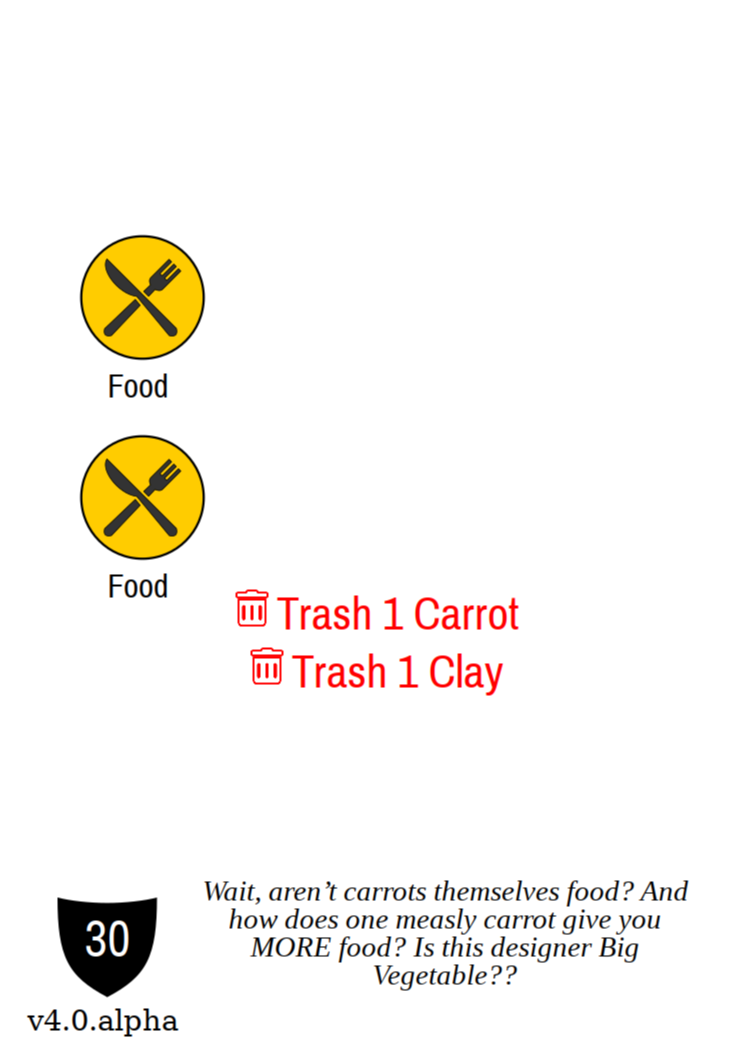 Food
Food
Trash 1 Carrot
Trash 1 Clay
Wait, aren’t carrots themselves food? And
how does one measly carrot give you
MORE food? Is this designer Big
Vegetable??
30
v4.0.alpha